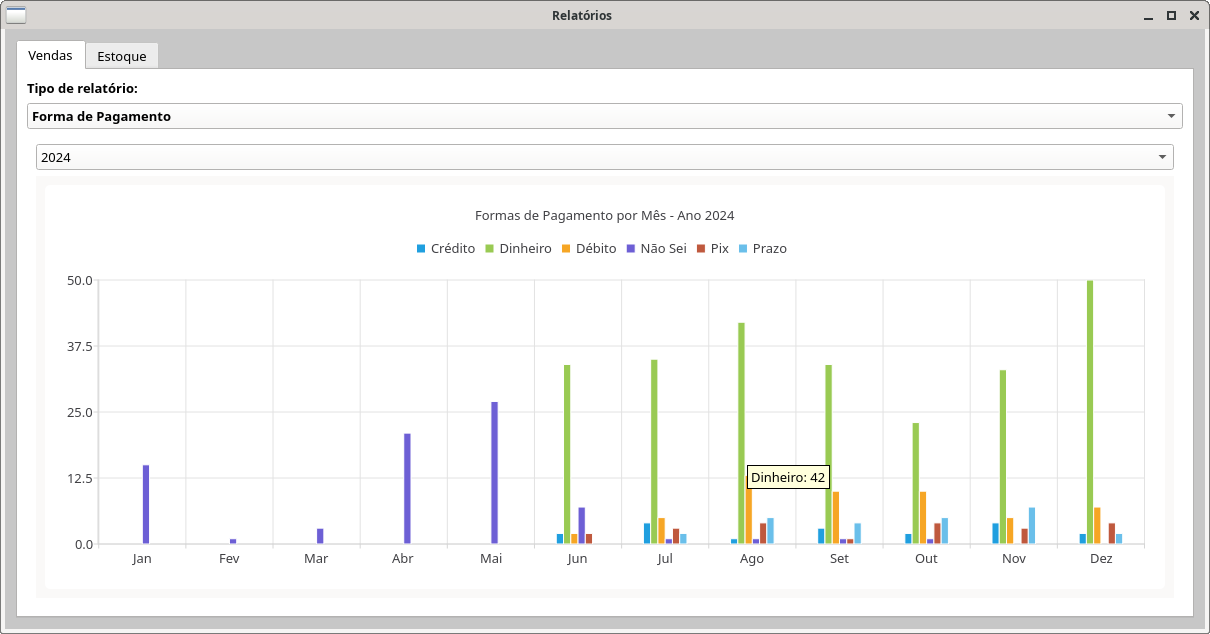 Relatórios
Vendas Estoque
Tipo de relatório:
Forma de Pagamento
2024
Formas de Pagamento por Mês - Ano 2024
Crédito Dinheiro Débito Não Sei Pix Prazo
50.0
37.5
25.0
12.5
0.0
Dinheiro: 42
Jan Fev Mar Abr Mai Jun Jul Ago Set Out Nov Dez